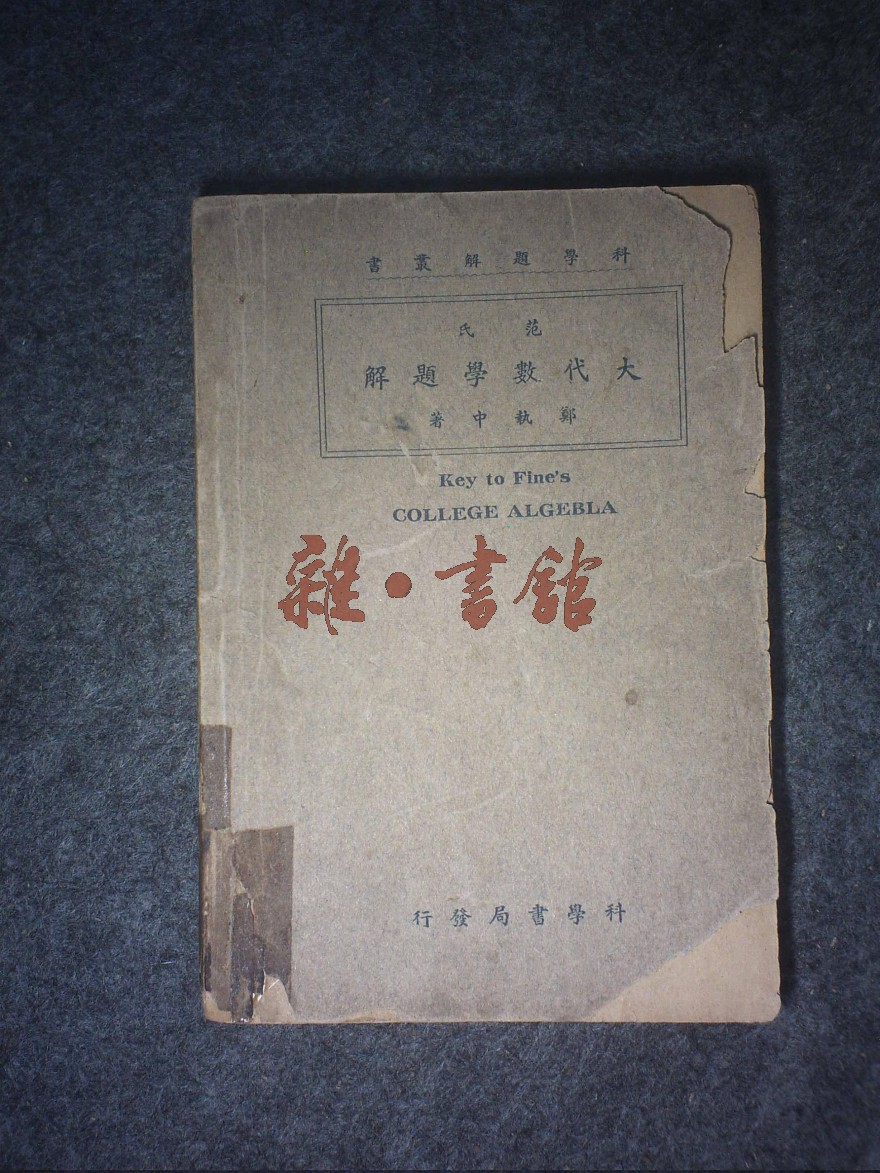 科學題解叢書
范氏
大代數學題解
鄭執中著
Key to Fine's
COLLEGE ALGEBLA
雜·書館
科學書局發行